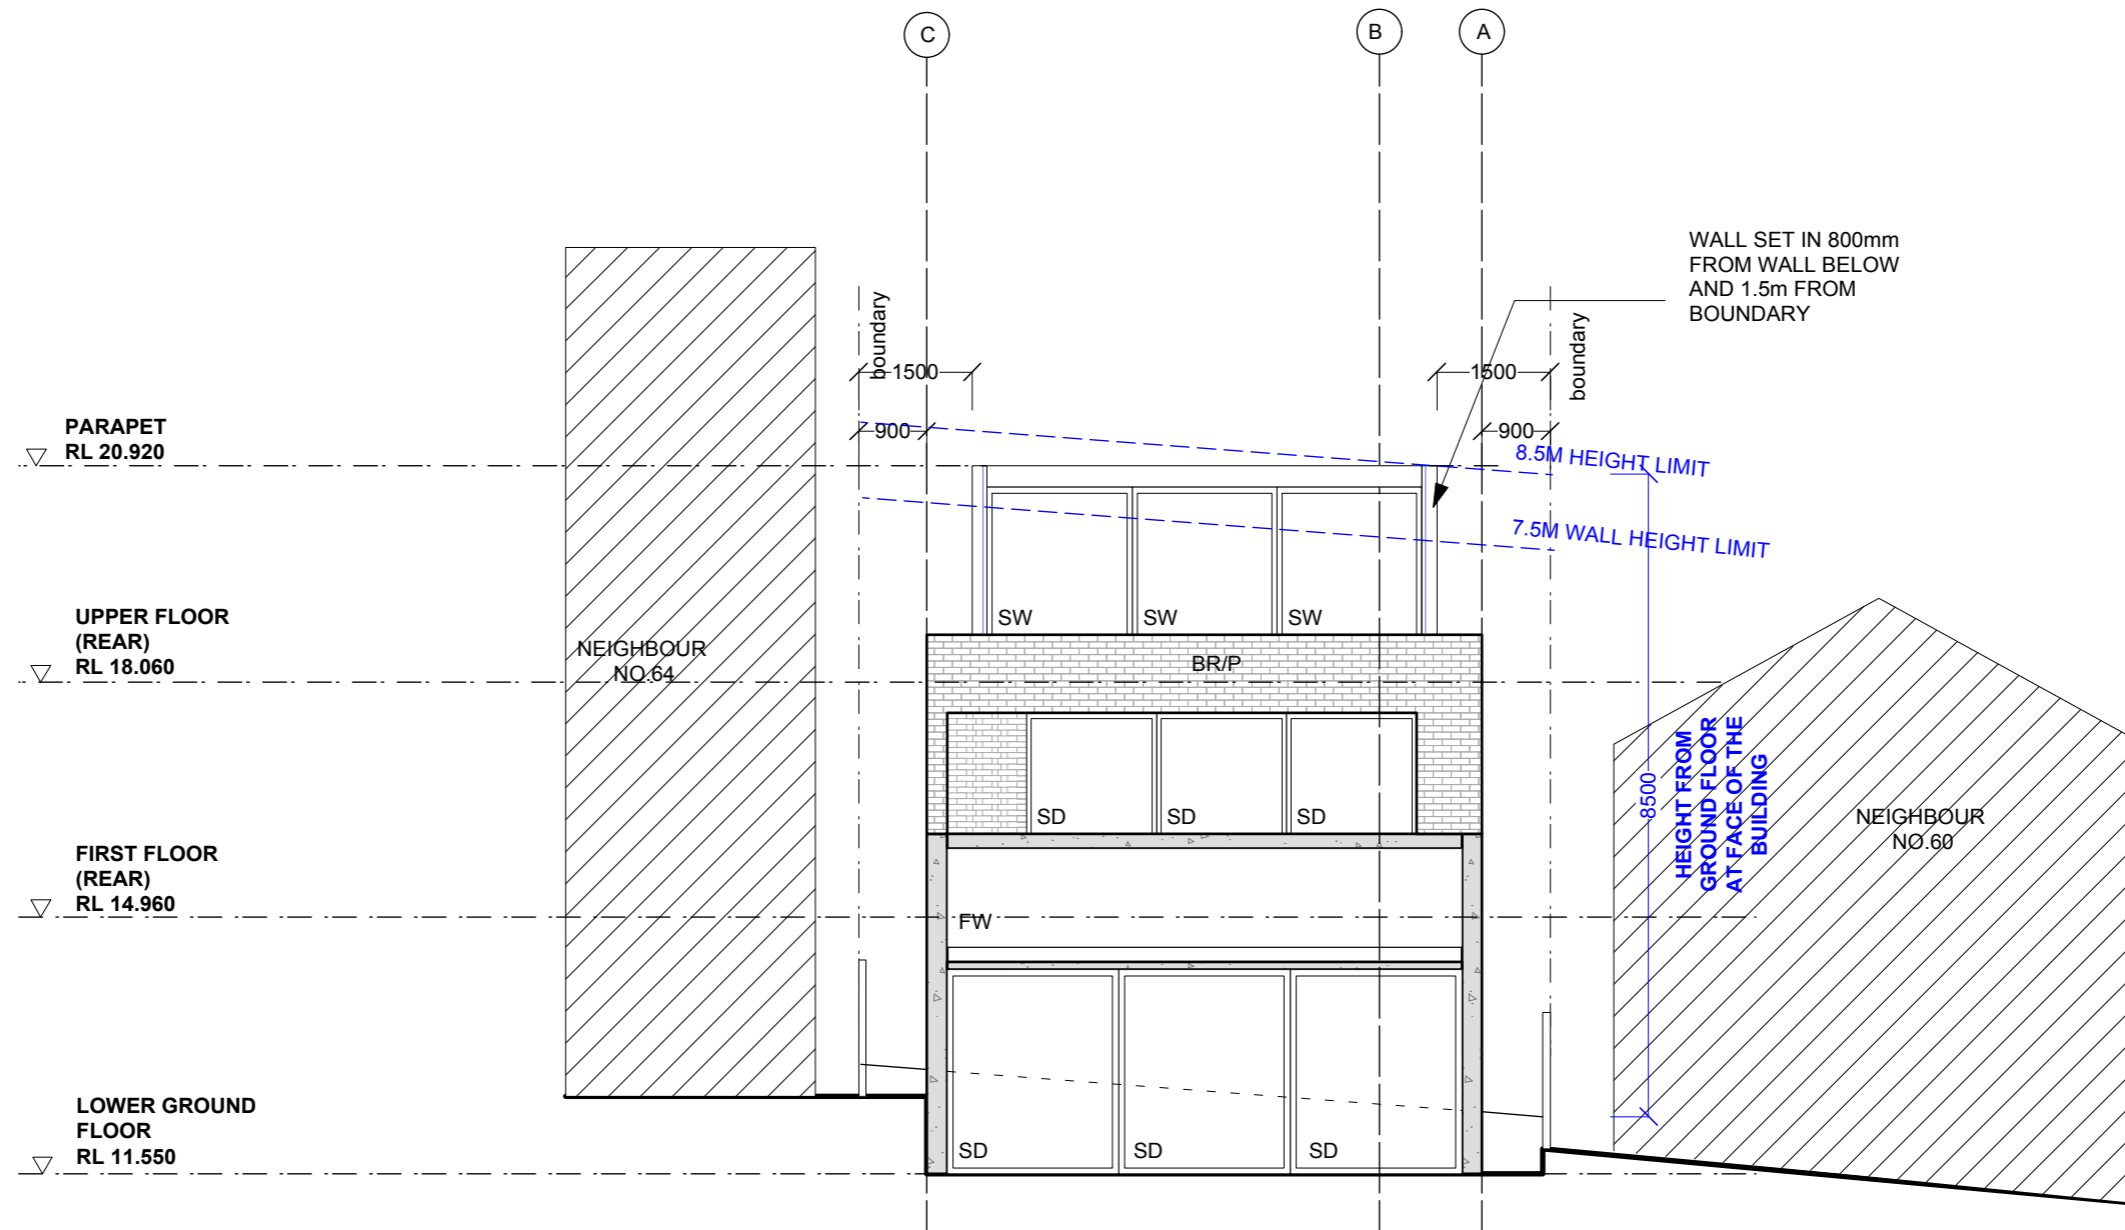 C
B
A
WALL SET IN 800mm
FROM WALL BELOW
AND 1.5m FROM
BOUNDARY
boundary
boundary
1500
1500
900
900
PARAPET
RL 20.920
8.5M HEIGHT LIMIT
7.5M WALL HEIGHT LIMIT
UPPER FLOOR
(REAR)
RL 18.060
NEIGHBOUR
NO.64
SW
SW
SW
BR/P
SD
SD
SD
8500
HEIGHT FROM
GROUND FLOOR
AT FACE OF THE
BUILDING
NEIGHBOUR
NO.60
FIRST FLOOR
(REAR)
RL 14.960
FW
LOWER GROUND
FLOOR
RL 11.550
SD
SD
SD